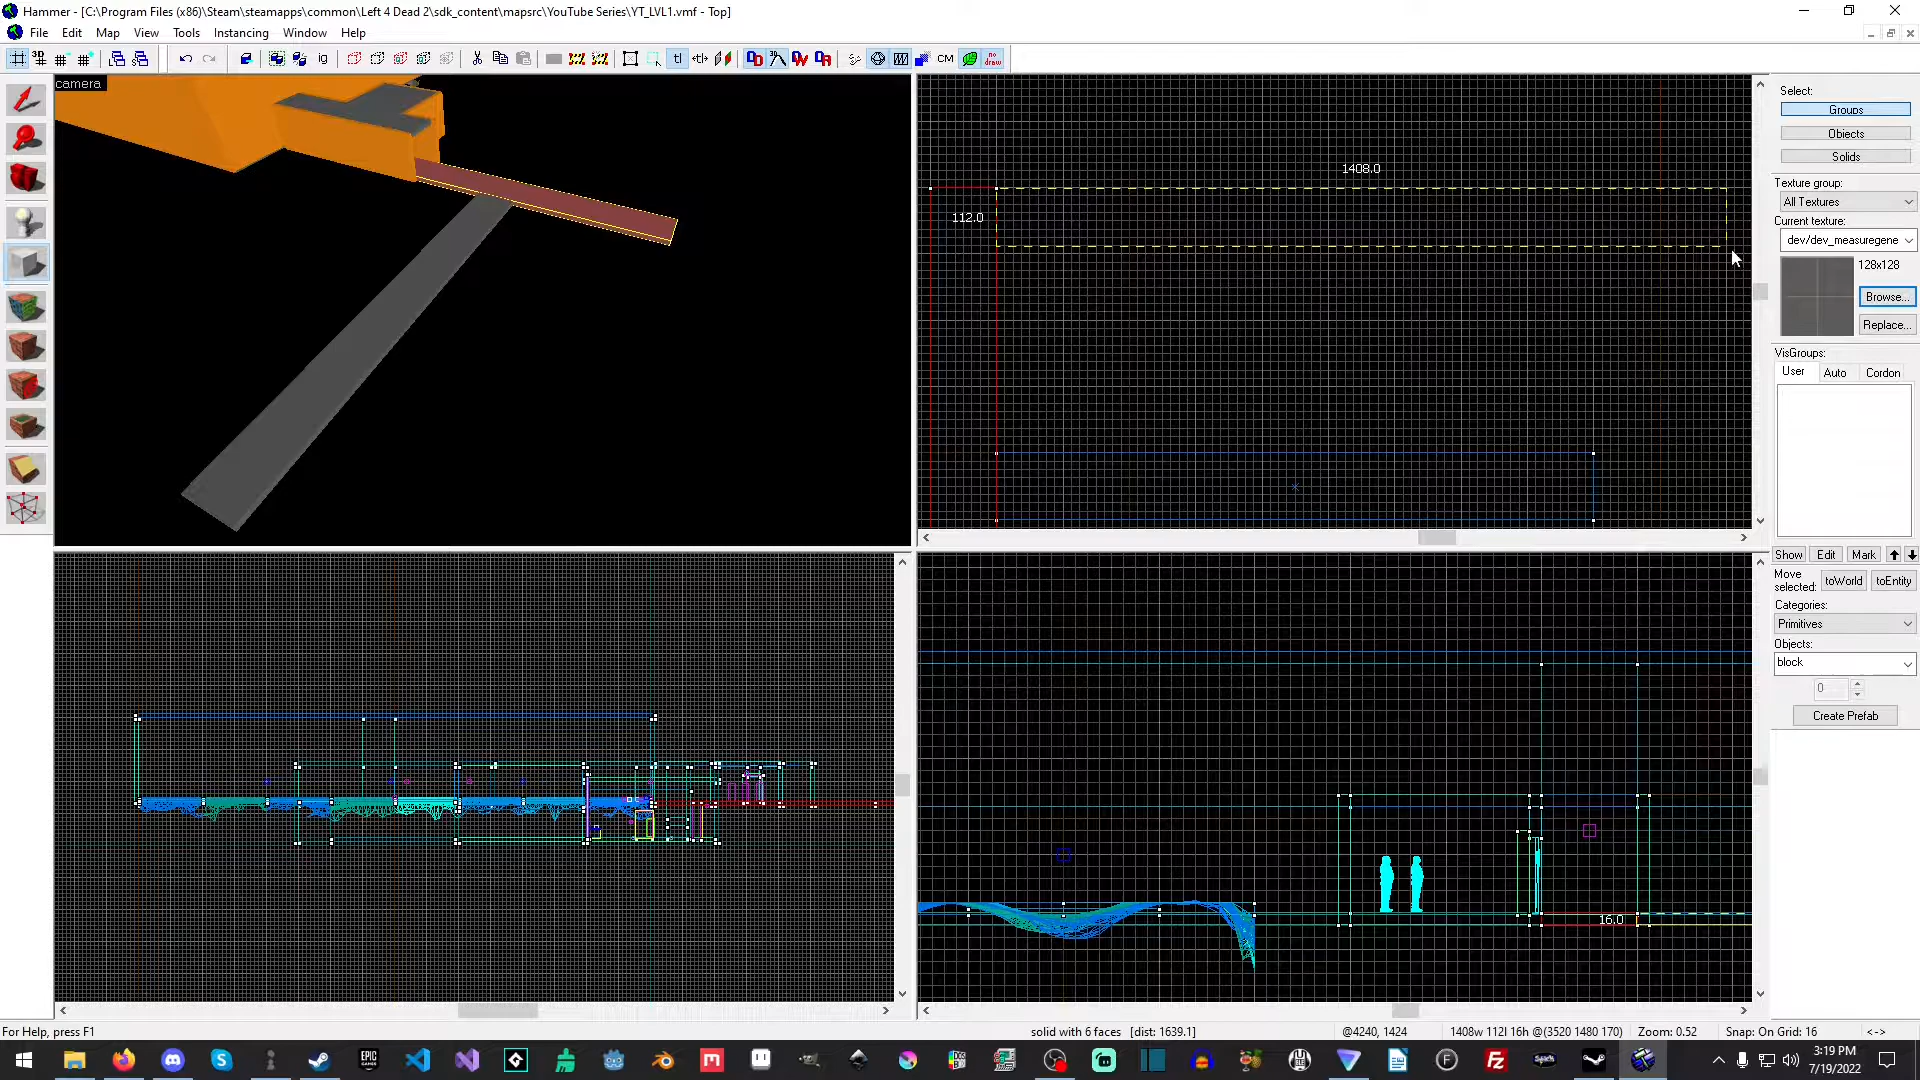 Hammer - [C:\Program Files (x86)\Steam\steamapps\common\Left 4 Dead 2\sdk_content\mapsrc\YouTube Series\YT_LVL1.vmf - Top]
File Edit Map View Tools Instancing Window Help
ig
tl
CM
no draw
camera
1408.0
112.0
16.0
Select:
Groups
Objects
Solids
Texture group:
All Textures
Current texture:
dev/dev_measuregene
128x128
Browse...
Replace...
VisGroups:
User Auto Cordon
Show Edit Mark
Move selected: toWorld toEntity
Categories:
Primitives
Objects:
block
0
Create Prefab
For Help, press F1
solid with 6 faces [dist: 1639.1]
@4240, 1424
1408w 112l 16h @(3520 1480 170)
Zoom: 0.52
Snap: On Grid: 16
<->
3:19 PM
7/19/2022